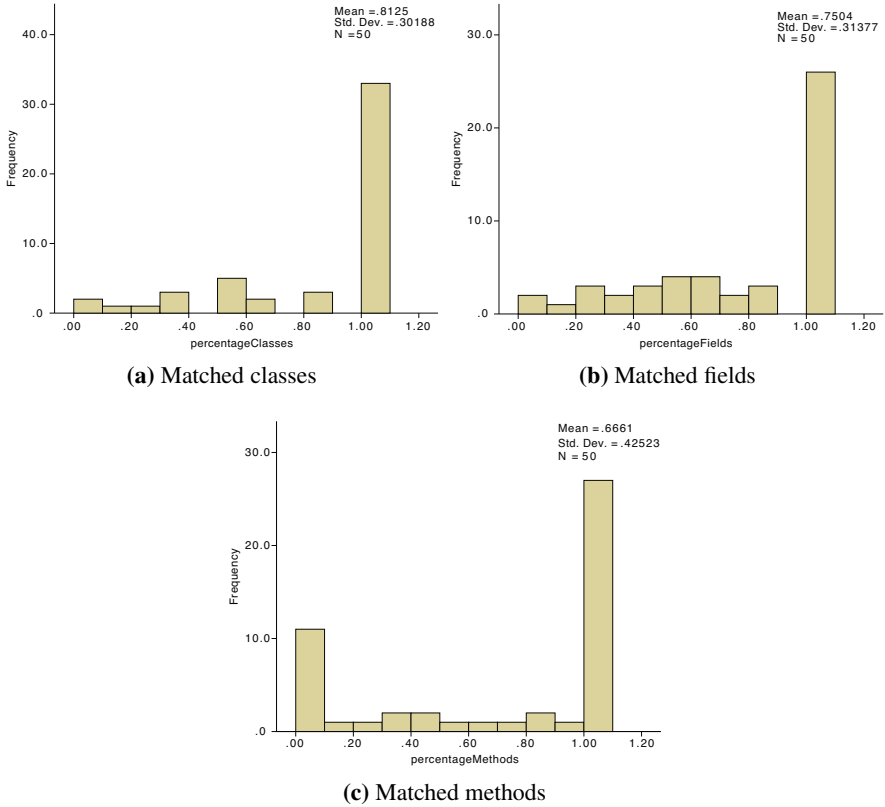 Mean =.8125
Std. Dev. =.30188
N =50
40.0
30.0
20.0
10.0
.0
Frequency
.00 .20 .40 .60 .80 1.00 1.20
percentageClasses
(a) Matched classes
Mean =.7504
Std. Dev. =.31377
N =50
30.0
20.0
10.0
.0
Frequency
.00 .20 .40 .60 .80 1.00 1.20
percentageFields
(b) Matched fields
Mean =.6661
Std. Dev. =.42523
N =50
30.0
20.0
10.0
.0
Frequency
.00 .20 .40 .60 .80 1.00 1.20
percentageMethods
(c) Matched methods